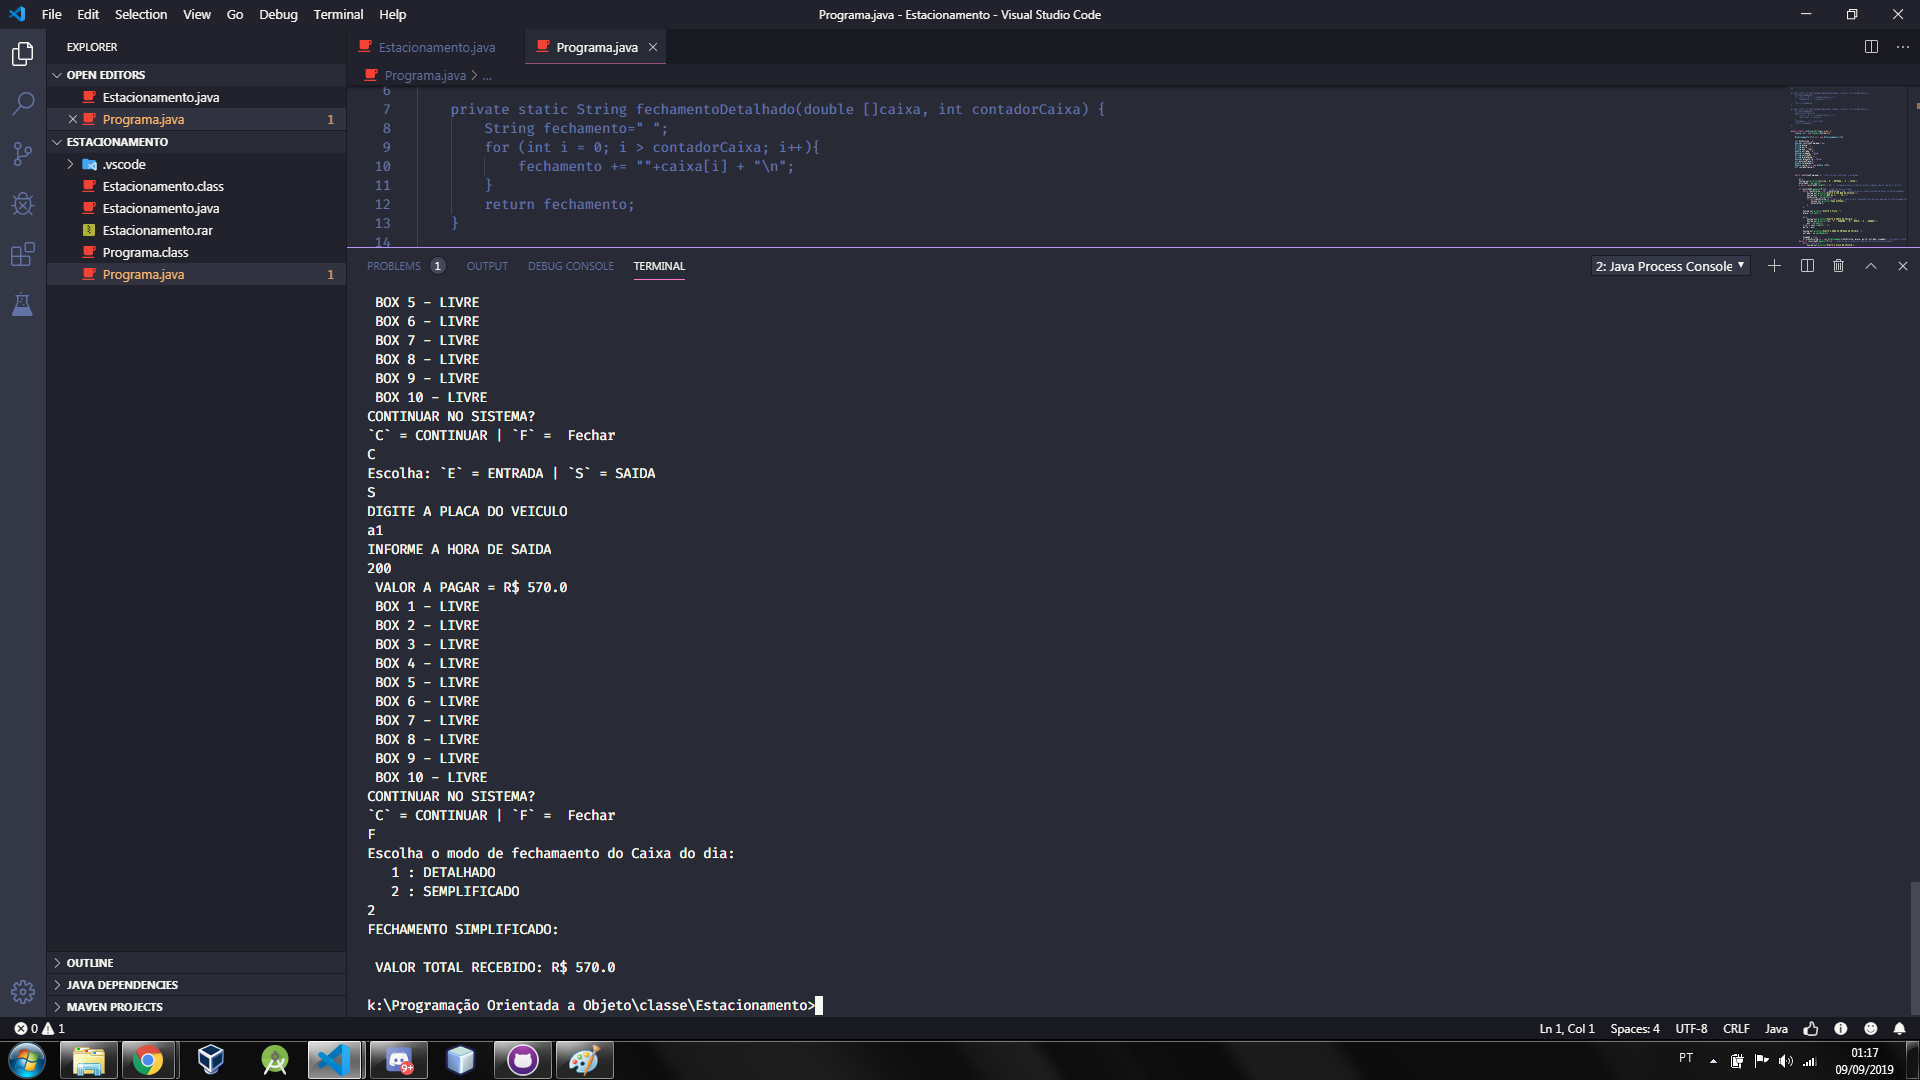 File Edit Selection View Go Debug Terminal Help
Programa.java - Estacionamento - Visual Studio Code
EXPLORER
OPEN EDITORS
Estacionamento.java
Programa.java 1
ESTACIONAMENTO
.vscode
Estacionamento.class
Estacionamento.java
Estacionamento.rar
Programa.class
Programa.java 1
OUTLINE
JAVA DEPENDENCIES
MAVEN PROJECTS
Estacionamento.java
Programa.java
Programa.java > ...
6
7 private static String fechamentoDetalhado(double []caixa, int contadorCaixa) {
8 String fechamento=" ";
9 for (int i = 0; i > contadorCaixa; i++){
10 fechamento += ""+caixa[i] + "\n";
11 }
12 return fechamento;
13 }
14
PROBLEMS 1 OUTPUT DEBUG CONSOLE TERMINAL
2: Java Process Console
BOX 5 - LIVRE
BOX 6 - LIVRE
BOX 7 - LIVRE
BOX 8 - LIVRE
BOX 9 - LIVRE
BOX 10 - LIVRE
CONTINUAR NO SISTEMA?
`C` = CONTINUAR | `F` =  Fechar
C
Escolha: `E` = ENTRADA | `S` = SAIDA
S
DIGITE A PLACA DO VEICULO
a1
INFORME A HORA DE SAIDA
200
VALOR A PAGAR = R$ 570.0
BOX 1 - LIVRE
BOX 2 - LIVRE
BOX 3 - LIVRE
BOX 4 - LIVRE
BOX 5 - LIVRE
BOX 6 - LIVRE
BOX 7 - LIVRE
BOX 8 - LIVRE
BOX 9 - LIVRE
BOX 10 - LIVRE
CONTINUAR NO SISTEMA?
`C` = CONTINUAR | `F` =  Fechar
F
Escolha o modo de fechamaento do Caixa do dia:
1 : DETALHADO
2 : SEMPLIFICADO
2
FECHAMENTO SIMPLIFICADO:
VALOR TOTAL RECEBIDO: R$ 570.0
k:\Programação Orientada a Objeto\classe\Estacionamento>
0 1
Ln 1, Col 1 Spaces: 4 UTF-8 CRLF Java
9+
PT
01:17
09/09/2019